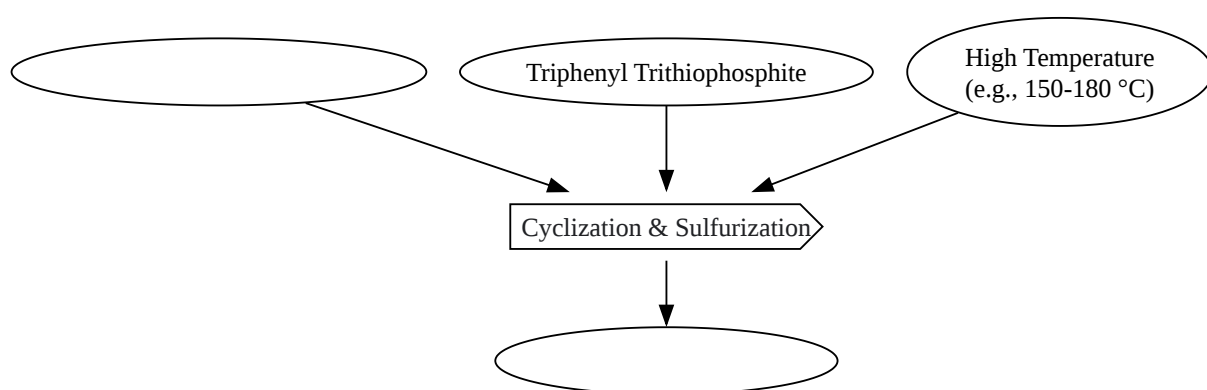 Triphenyl Trithiophosphite
High Temperature
(e.g., 150-180 °C)
Cyclization & Sulfurization